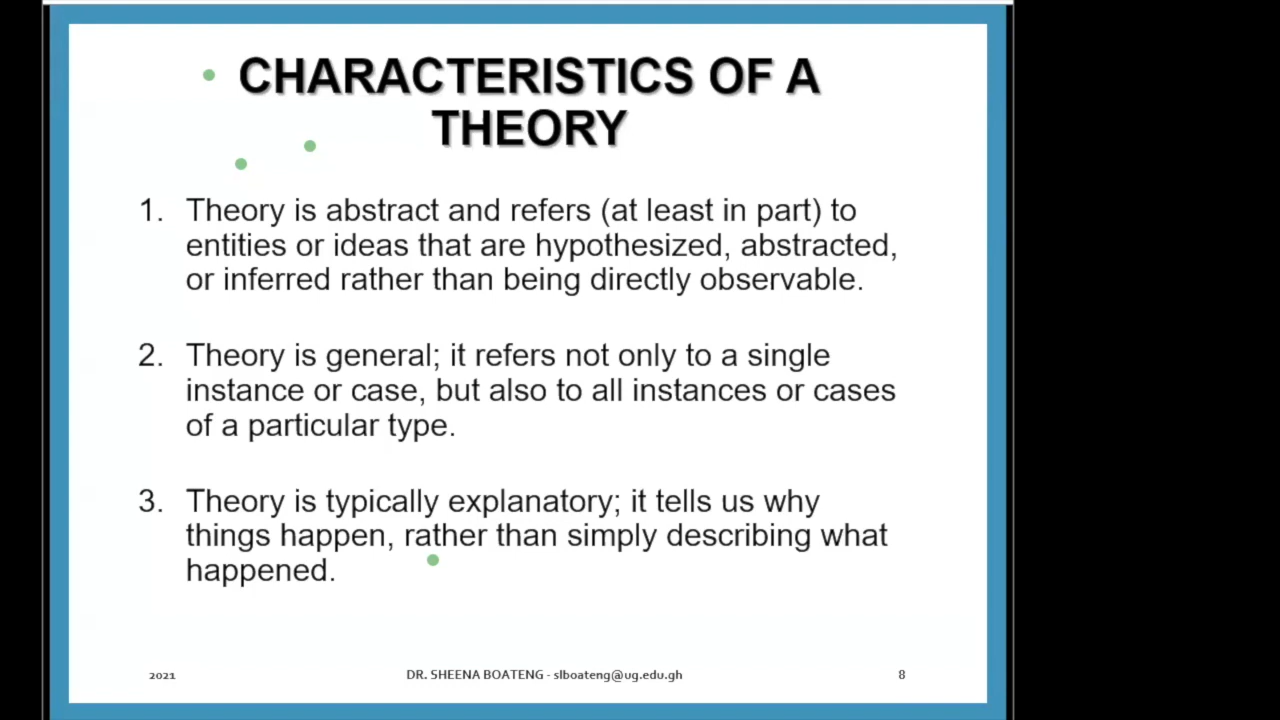 CHARACTERISTICS OF A
THEORY
1. Theory is abstract and refers (at least in part) to
entities or ideas that are hypothesized, abstracted,
or inferred rather than being directly observable.
2. Theory is general; it refers not only to a single
instance or case, but also to all instances or cases
of a particular type.
3. Theory is typically explanatory; it tells us why
things happen, rather than simply describing what
happened.
2021 DR. SHEENA BOATENG - slboateng@ug.edu.gh 8